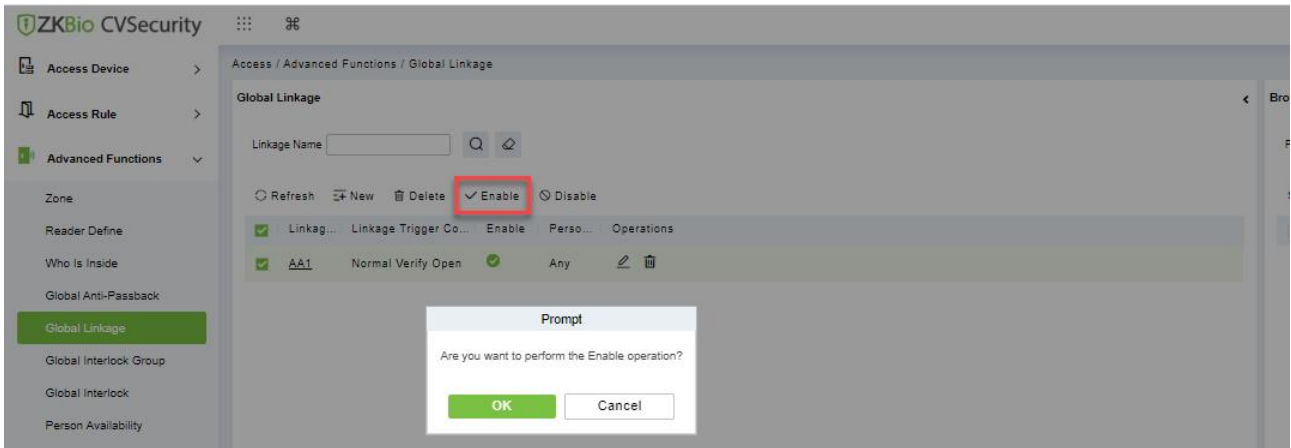 ZKBio CVSecurity
Access Device
Access / Advanced Functions / Global Linkage
Access Rule
Global Linkage
Bro
Linkage Name
Advanced Functions
Refresh New Delete Enable Disable
Zone
Linkag... Linkage Trigger Co... Enable Perso... Operations
Reader Define
AA1 Normal Verify Open Any
Who Is Inside
Global Anti-Passback
Prompt
Global Linkage
Are you want to perform the Enable operation?
Global Interlock Group
Global Interlock
OK Cancel
Person Availability